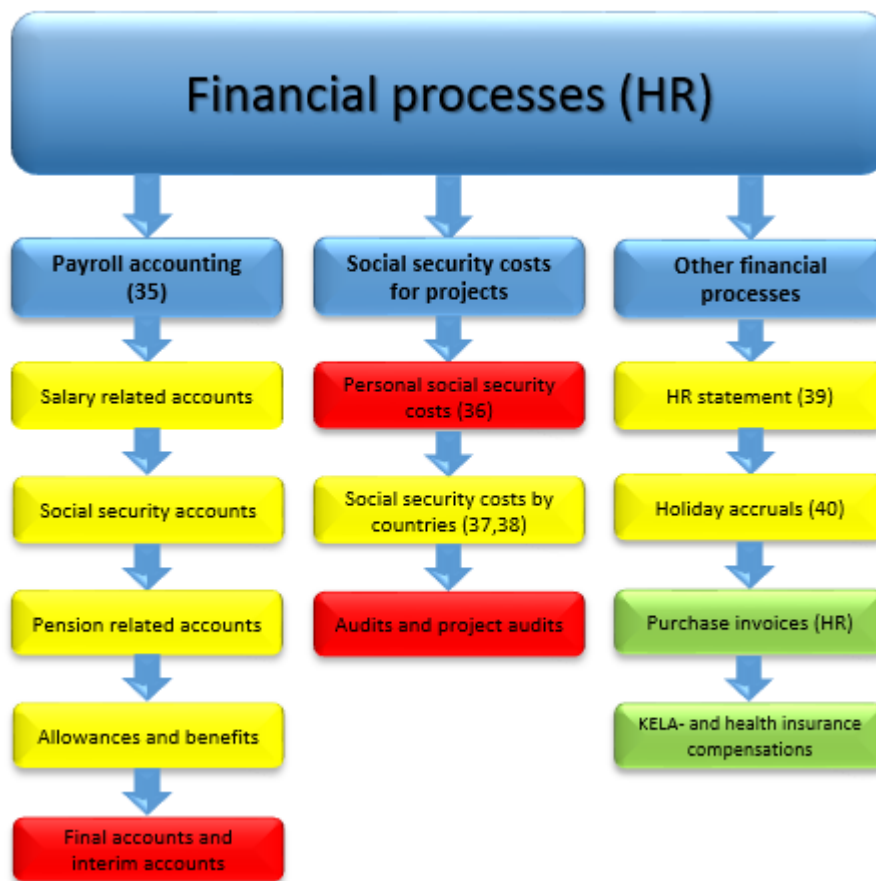 Financial processes (HR)
Payroll accounting
(35)
Salary related accounts
Social security accounts
Pension related accounts
Allowances and benefits
Final accounts and
interim accounts
Social security costs
for projects
Personal social security
costs (36)
Social security costs by
countries (37,38)
Audits and project audits
Other financial
processes
HR statement (39)
Holiday accruals (40)
Purchase invoices (HR)
KELA- and health insurance
compensations